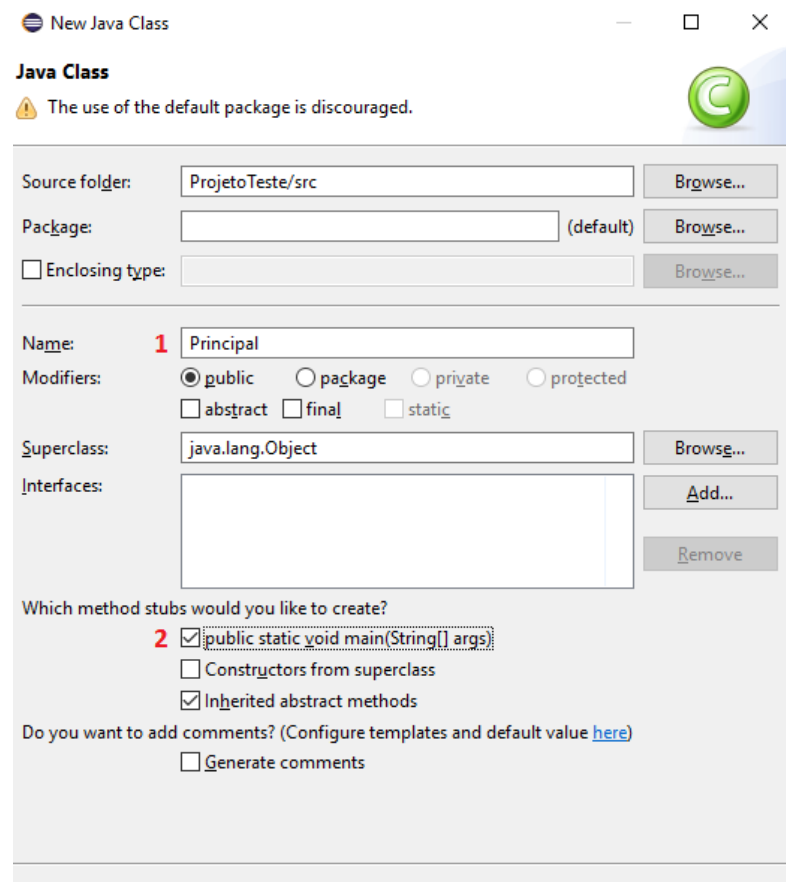 New Java Class
Java Class
The use of the default package is discouraged.
Source folder: ProjetoTeste/src Browse...
Package: (default) Browse...
Enclosing type: Browse...
Name: 1 Principal
Modifiers: public package private protected
abstract final static
Superclass: java.lang.Object Browse...
Interfaces: Add...
Remove
Which method stubs would you like to create?
2 public static void main(String[] args)
Constructors from superclass
Inherited abstract methods
Do you want to add comments? (Configure templates and default value here)
Generate comments